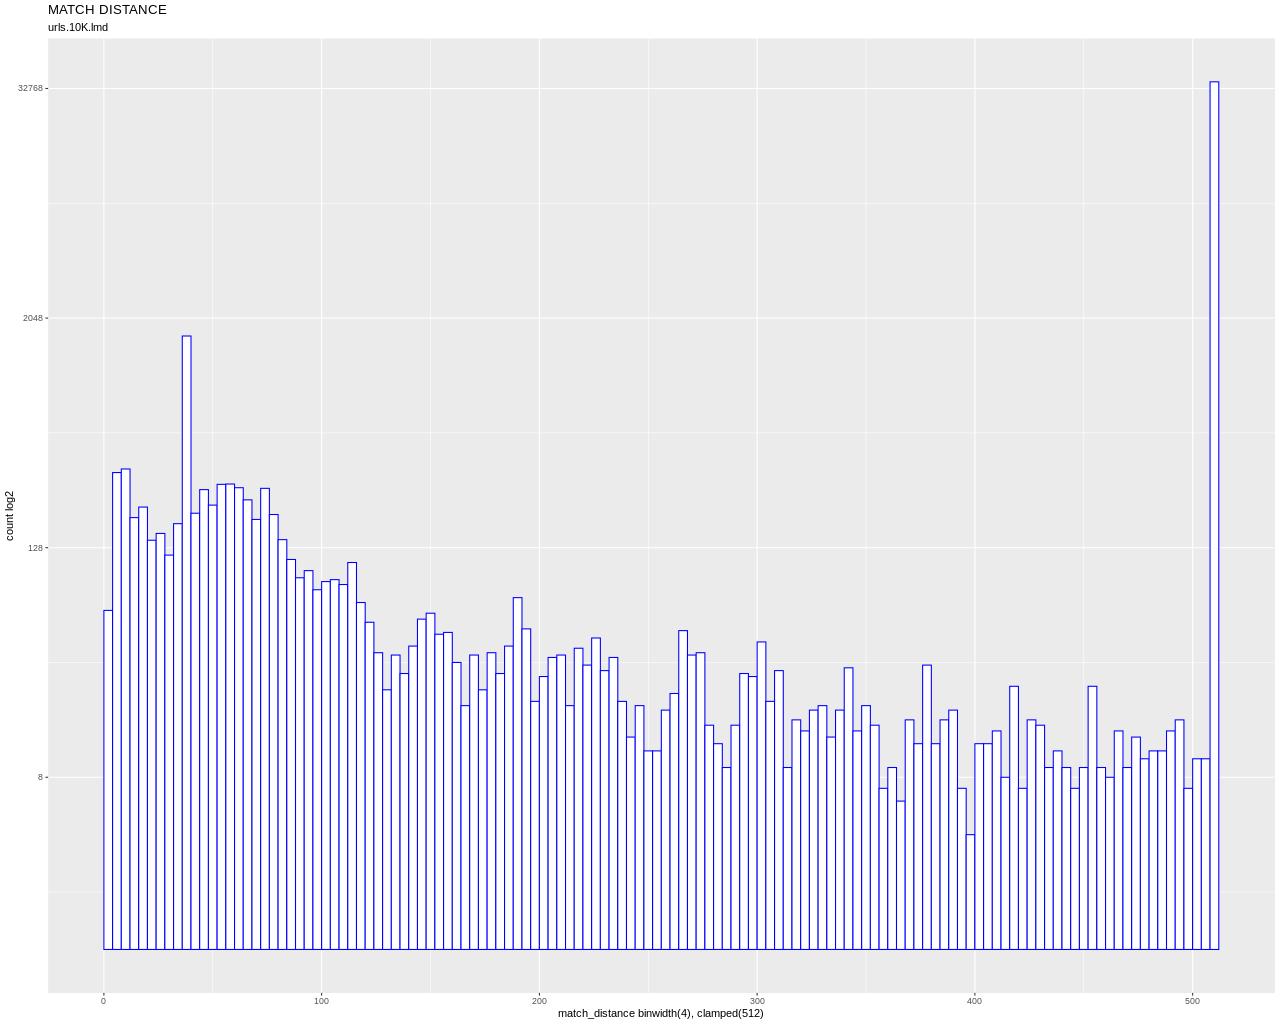 MATCH DISTANCE
urls.10K.lmd
32768
2048
128
8
count log2
0 100 200 300 400 500
match_distance binwidth(4), clamped(512)